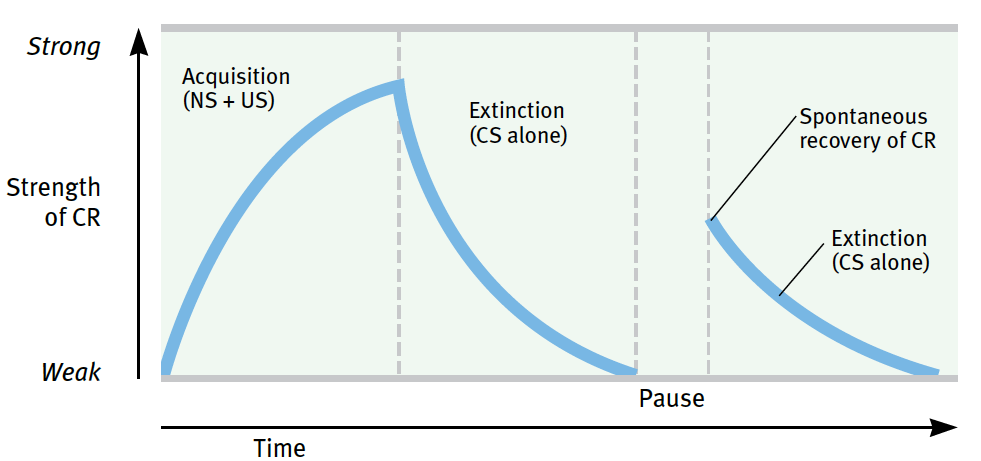 Strong
Acquisition
(NS + US)
Extinction
(CS alone)
Spontaneous
recovery of CR
Strength
of CR
Extinction
(CS alone)
Weak
Pause
Time